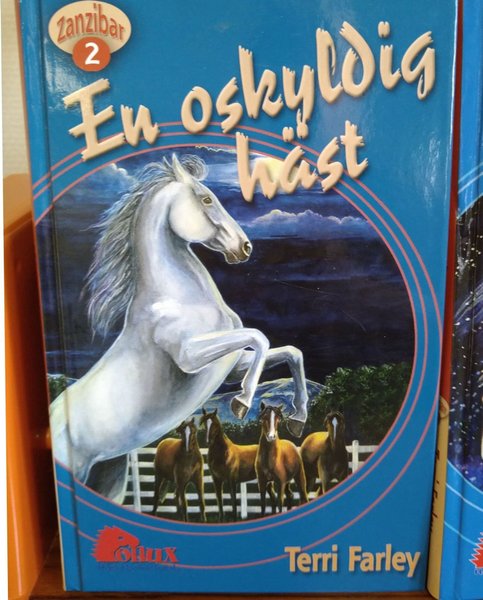 Zanzibar
2
En oskyldig
häst
Pollux
Terri Farley